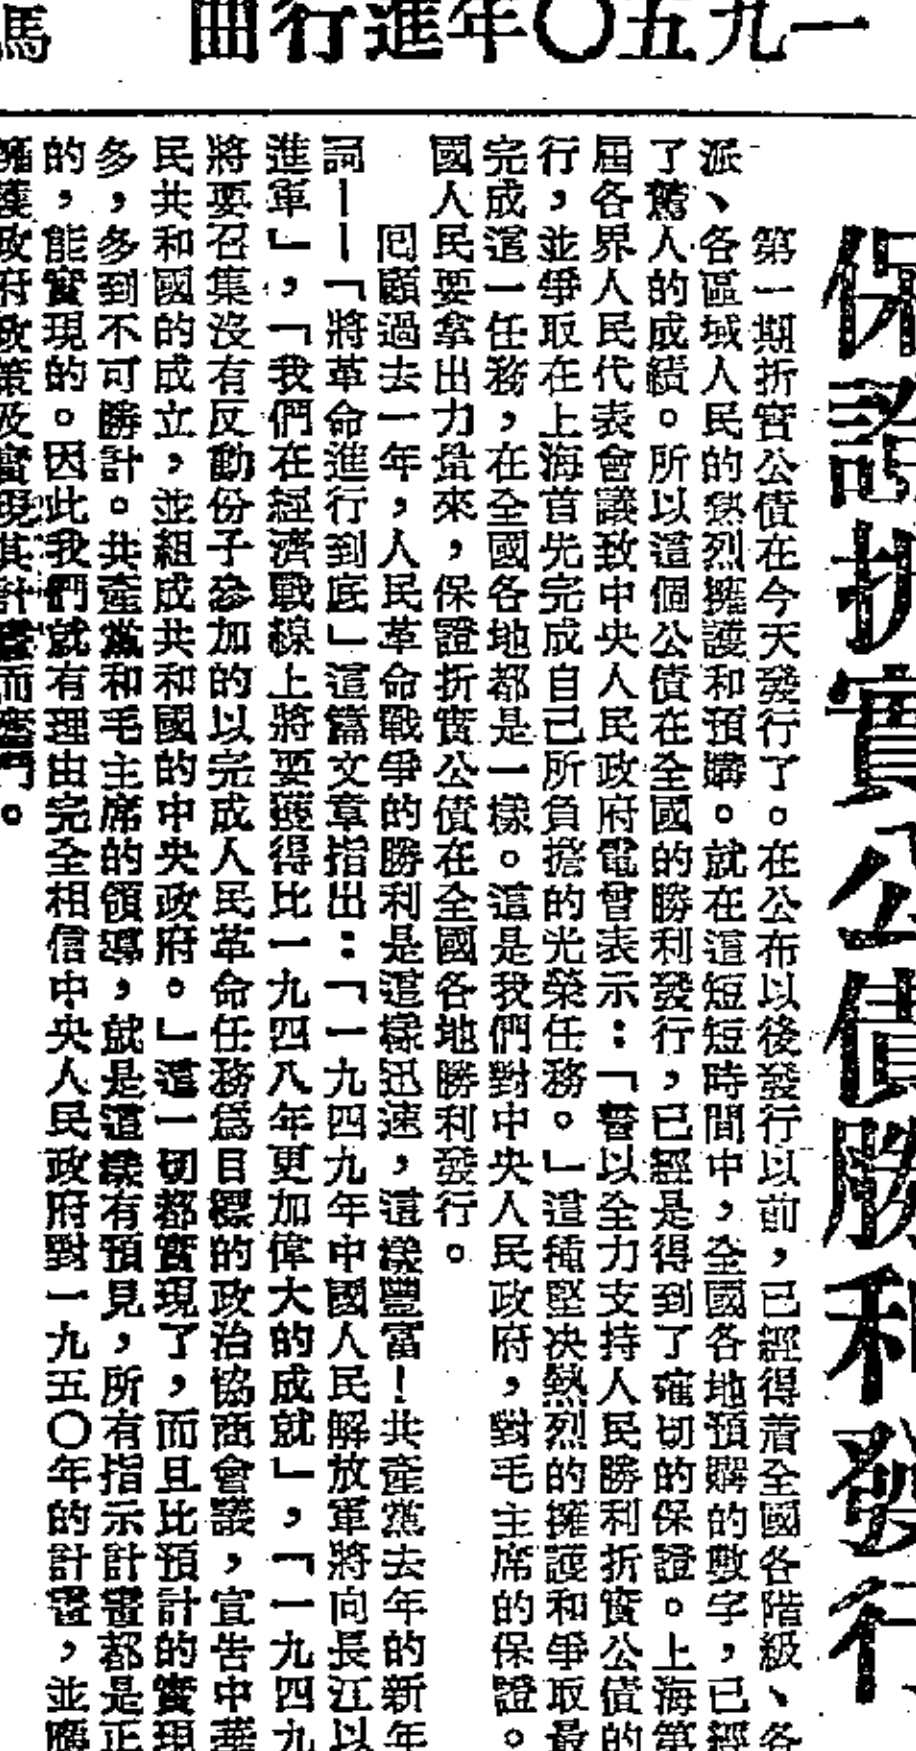 一九五〇年進行曲
馬
保證折實公債勝利發行
第一期折實公債在今天發行了。在公布以後發行以前，已經得着全國各階級、各
派、各區域人民的熱烈擁護和預購。就在這短短時間中，全國各地預購的數字，已經
了驚人的成績。所以這個公債在全國的勝利發行，已經是得到了確切的保證。上海第
屆各界人民代表會議致中央人民政府電曾表示：「誓以全力支持人民勝利折實公債的
行，並爭取在上海首先完成自己所負擔的光榮任務。」這種堅決熱烈的擁護和爭取最
完成這一任務，在全國各地都是一樣。這是我們對中央人民政府，對毛主席的保證。
國人民要拿出力量來，保證折實公債在全國各地勝利發行。
回顧過去一年，人民革命戰爭的勝利是這樣迅速，這樣豐富！共產黨去年的新年
詞——「將革命進行到底」這篇文章指出：「一九四九年中國人民解放軍將向長江以
進軍」，「我們在經濟戰線上將要獲得比一九四八年更加偉大的成就」，「一九四九
將要召集沒有反動份子參加的以完成人民革命任務爲目標的政治協商會議，宣告中華
民共和國的成立，並組成共和國的中央政府。」這一切都實現了，而且比預計的實現
多，多到不可勝計。共產黨和毛主席的領導，就是這樣有預見，所有指示計畫都是正
的，能實現的。因此我們就有理由完全相信中央人民政府對一九五〇年的計畫，並應
擁護政府政策及實現其計畫而奮鬥。